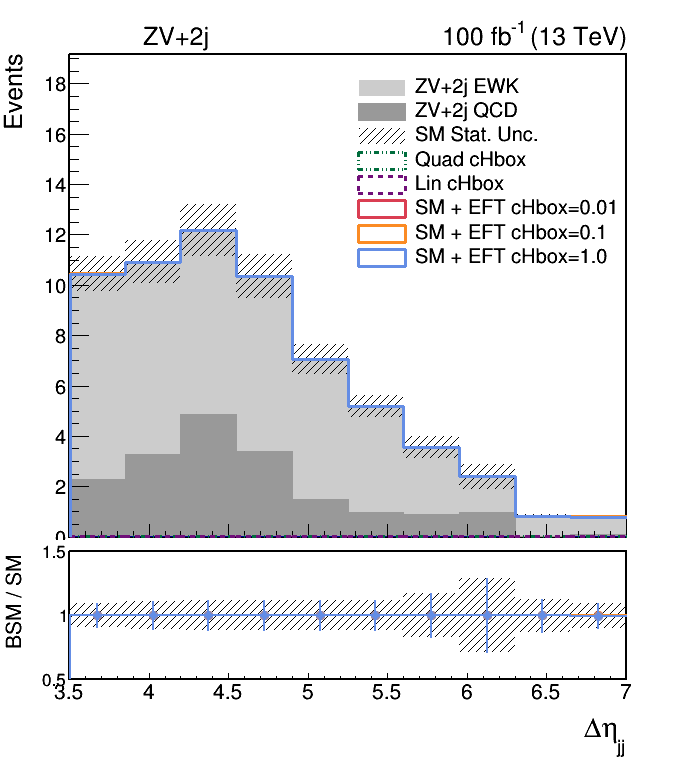 ZV+2j 100 fb-1 (13 TeV)
Events
18
16
14
12
10
8
6
4
2
0
ZV+2j EWK
ZV+2j QCD
SM Stat. Unc.
Quad cHbox
Lin cHbox
SM + EFT cHbox=0.01
SM + EFT cHbox=0.1
SM + EFT cHbox=1.0
BSM / SM
1.5
1
0.5
3.5 4 4.5 5 5.5 6 6.5 7
Δηjj